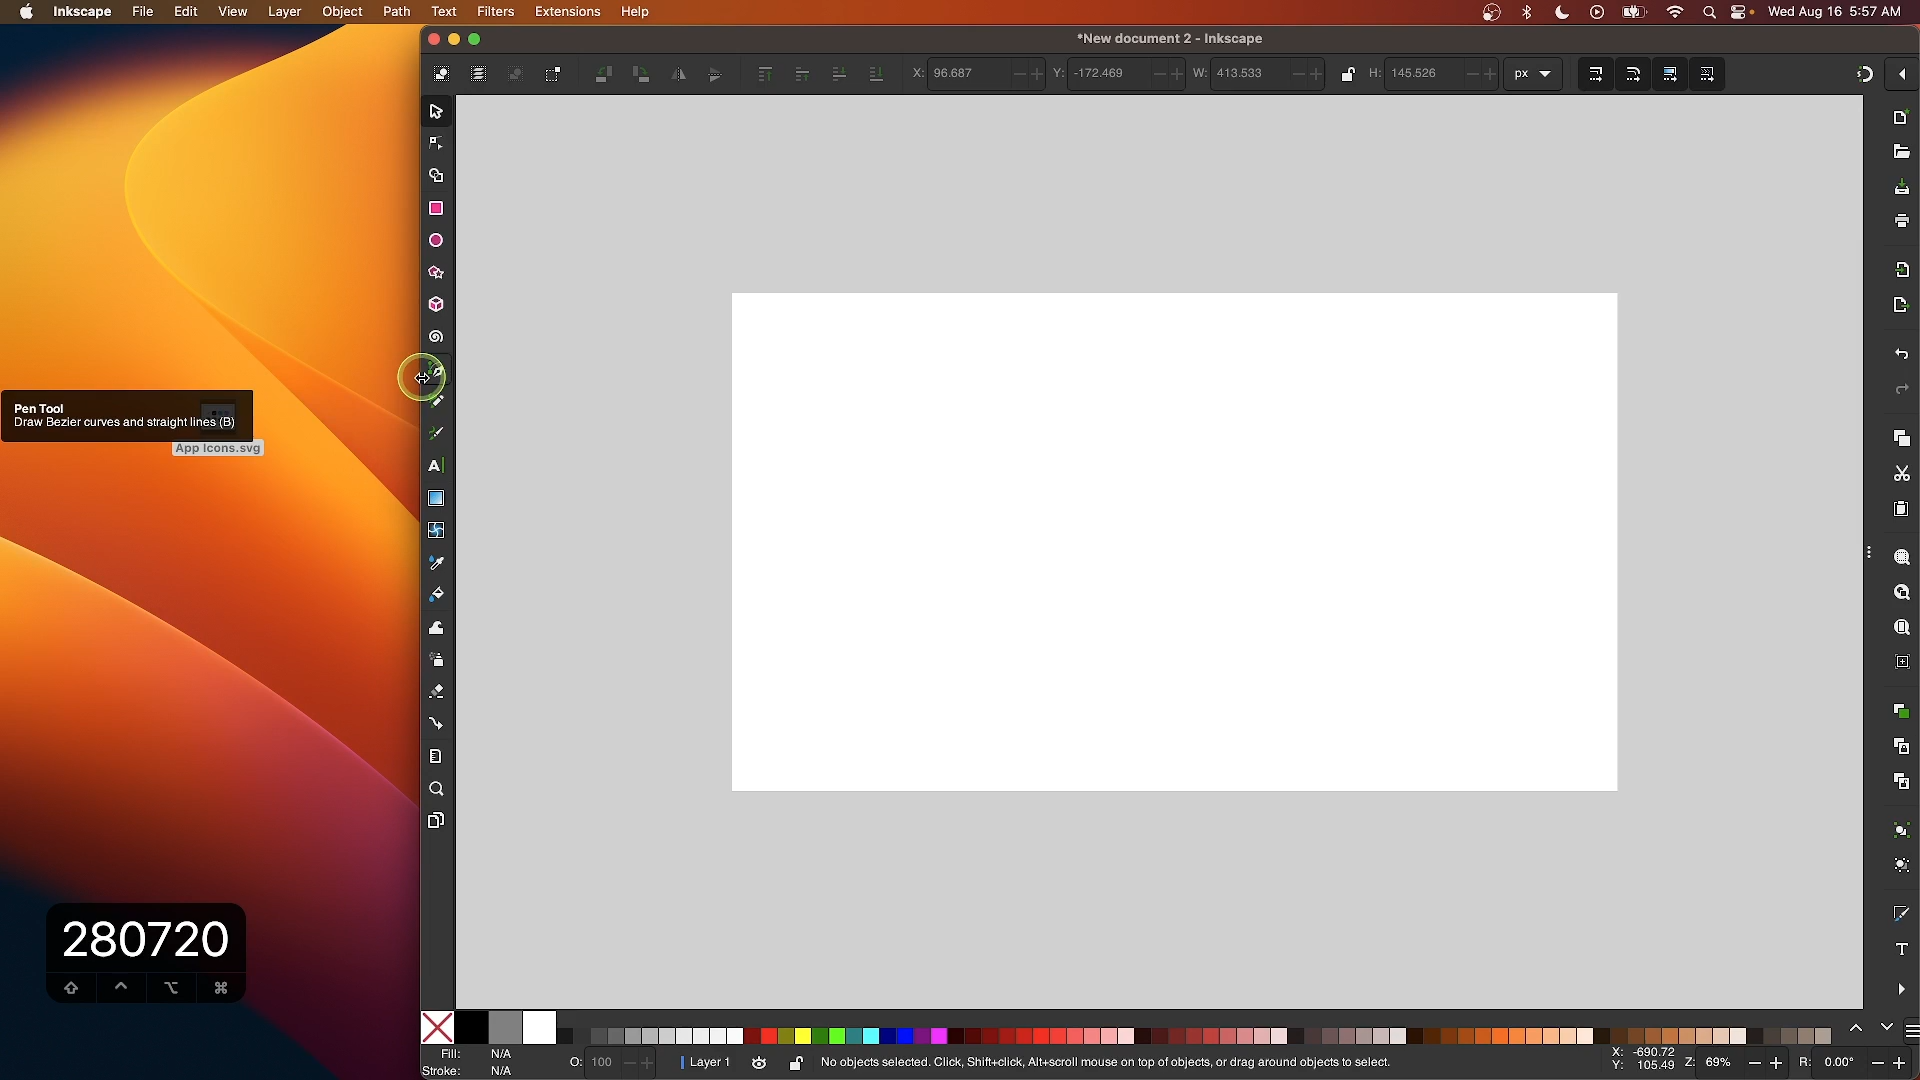 Inkscape File Edit View Layer Object Path Text Filters Extensions Help
Wed Aug 16 5:57 AM
*New document 2 - Inkscape
X: 96.687 Y: -172.469 W: 413.533 H: 145.526 px
Pen Tool
Draw Bezier curves and straight lines (B)
App Icons.svg
280720
Fill: N/A
Stroke: N/A
O: 100
Layer 1
No objects selected. Click, Shift+click, Alt+scroll mouse on top of objects, or drag around objects to select.
X: -690.72
Y: 105.49
Z: 69%
R: 0.00°